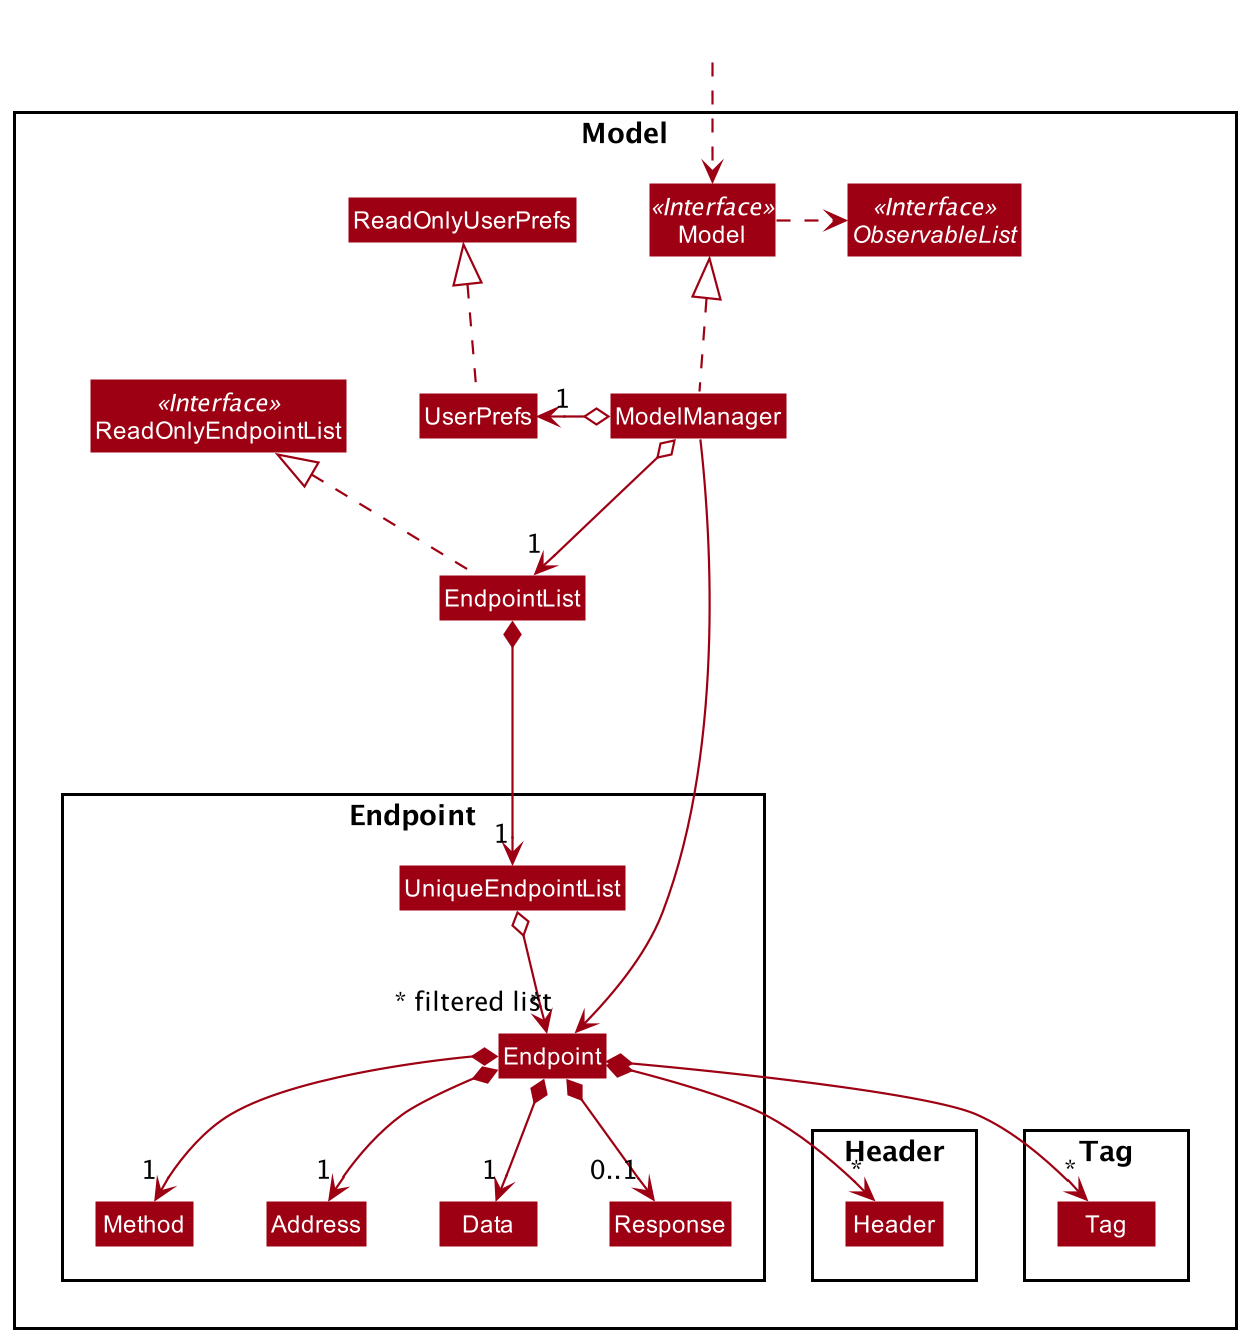 Model
«Interface»
Model
«Interface»
ObservableList
ReadOnlyUserPrefs
«Interface»
ReadOnlyEndpointList
UserPrefs
1
ModelManager
1
EndpointList
Endpoint
1
UniqueEndpointList
* filtered list
*
Endpoint
1
1
1
0..1
Header
*
Tag
*
Method
Address
Data
Response
Header
Tag